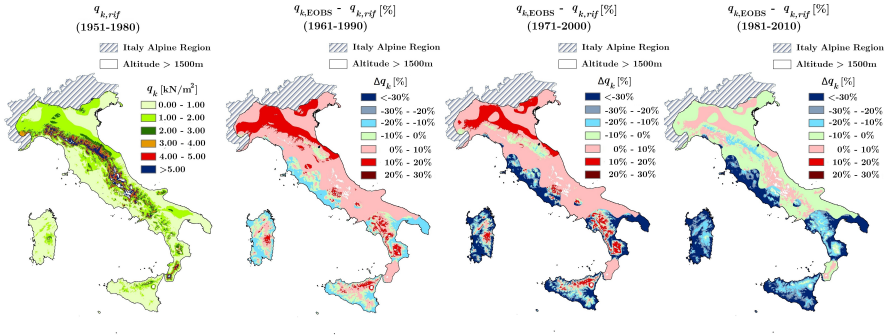 q_k,rif
(1951-1980)
Italy Alpine Region
Altitude > 1500m
q_k [kN/m²]
0.00 - 1.00
1.00 - 2.00
2.00 - 3.00
3.00 - 4.00
4.00 - 5.00
>5.00
q_k,EOBS - q_k,rif [%]
(1961-1990)
Italy Alpine Region
Altitude > 1500m
Δq_k [%]
<-30%
-30% - -20%
-20% - -10%
-10% - 0%
0% - 10%
10% - 20%
20% - 30%
q_k,EOBS - q_k,rif [%]
(1971-2000)
Italy Alpine Region
Altitude > 1500m
Δq_k [%]
<-30%
-30% - -20%
-20% - -10%
-10% - 0%
0% - 10%
10% - 20%
20% - 30%
q_k,EOBS - q_k,rif [%]
(1981-2010)
Italy Alpine Region
Altitude > 1500m
Δq_k [%]
<-30%
-30% - -20%
-20% - -10%
-10% - 0%
0% - 10%
10% - 20%
20% - 30%